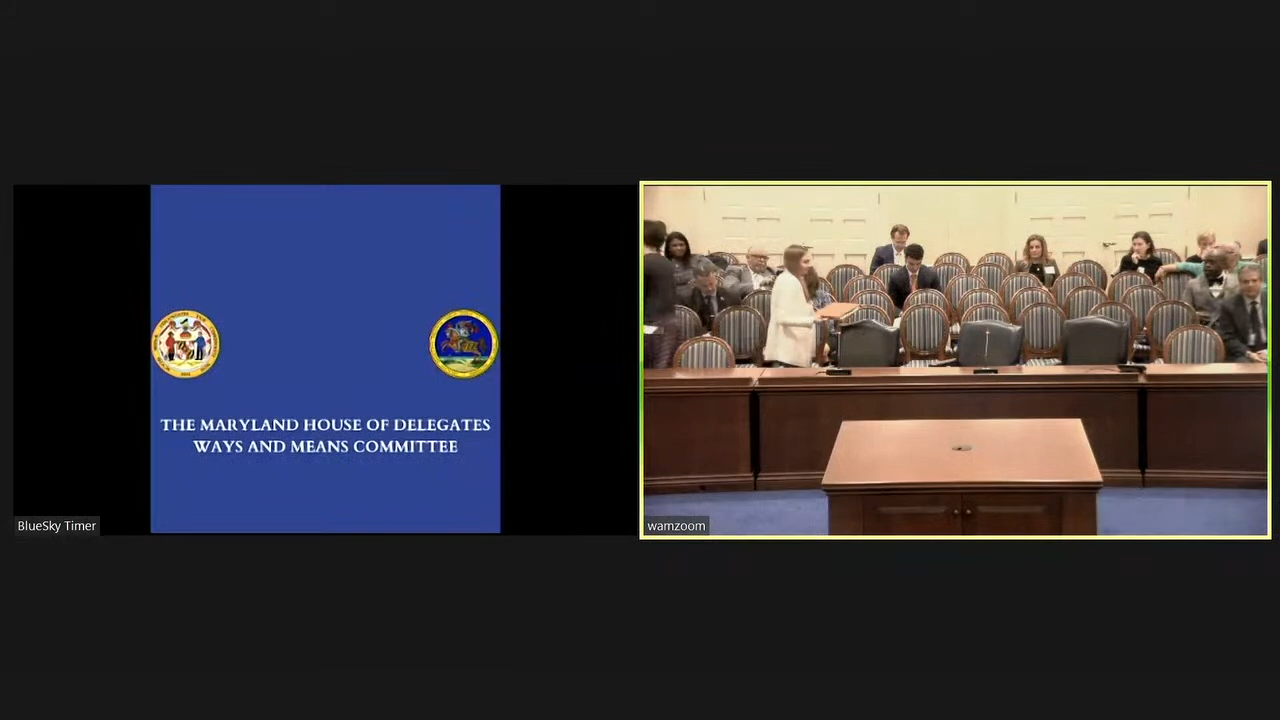 THE MARYLAND HOUSE OF DELEGATES
WAYS AND MEANS COMMITTEE
BlueSky Timer
wamzoom